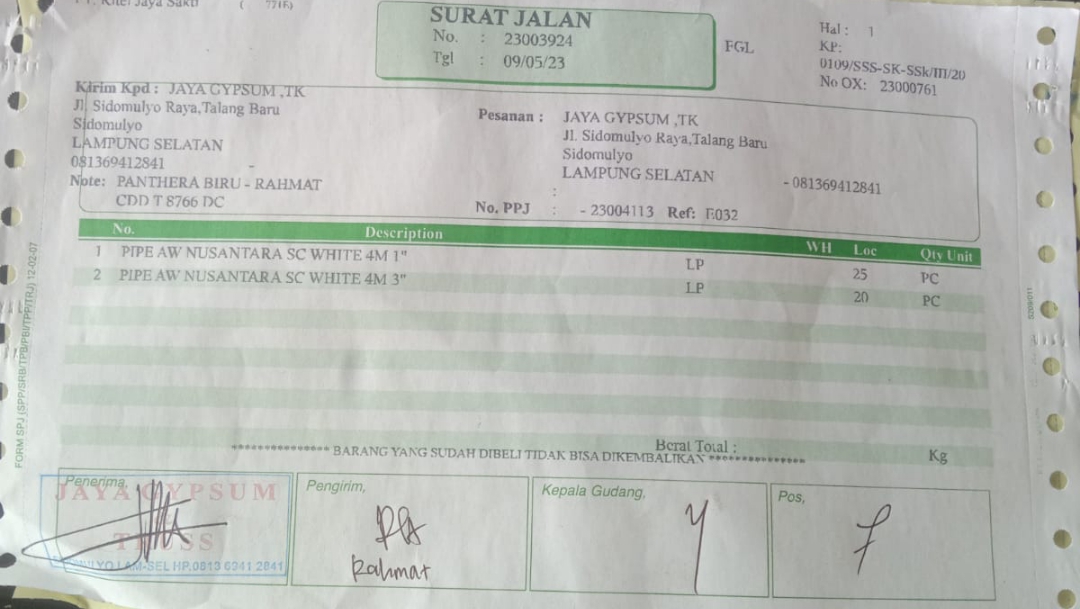 Jaya Sakti ( 771E)
SURAT JALAN
No. : 23003924
Tgl : 09/05/23
FGL
Hal : 1
KP:
0109/SSS-SK-SSk/III/20
No OX: 23000761
Kirim Kpd : JAYA GYPSUM ,TK
Jl. Sidomulyo Raya,Talang Baru
Sidomulyo
LAMPUNG SELATAN
081369412841 -
Note: PANTHERA BIRU - RAHMAT
CDD T 8766 DC
Pesanan : JAYA GYPSUM ,TK
Jl. Sidomulyo Raya,Talang Baru
Sidomulyo
LAMPUNG SELATAN - 081369412841
:
No. PPJ : - 23004113 Ref: E032
No. Description WH Loc Qty Unit
1 PIPE AW NUSANTARA SC WHITE 4M 1" LP 25 PC
2 PIPE AW NUSANTARA SC WHITE 4M 3" LP 20 PC
Berat Total : Kg
*************** BARANG YANG SUDAH DIBELI TIDAK BISA DIKEMBALIKAN ***************
Penerima,
JAYA GYPSUM
TRUSS
LAM-SEL HP.0813 6941 2841
Pengirim,
Rahmat
Kepala Gudang,
Pos,
FORM SPJ (SPP/SRB/TPB/PBI/TPP/TRJ) 12-02-07